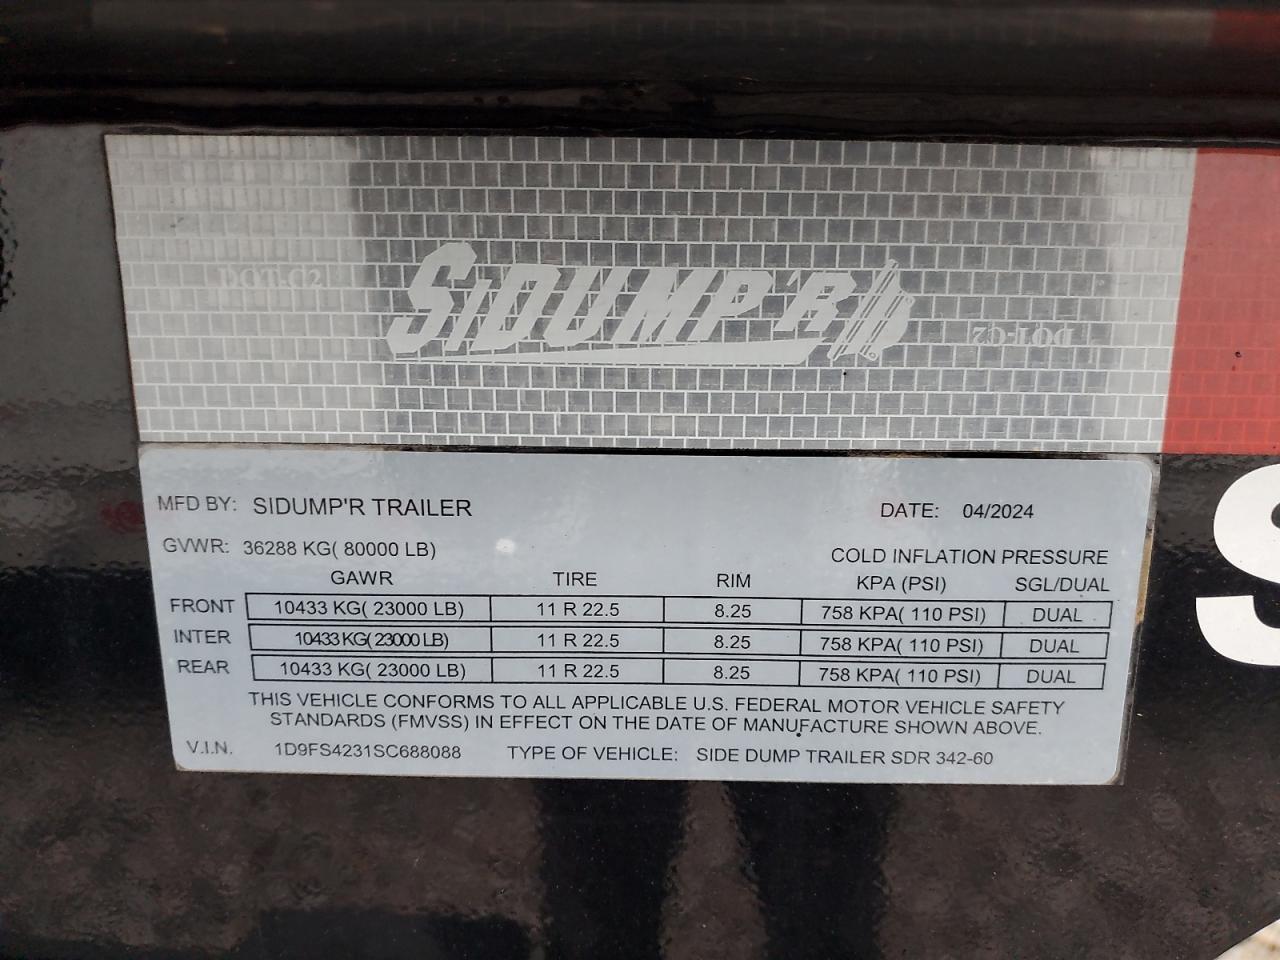 DOT-C2
SIDUMP'R
DOT-C2
MFD BY: SIDUMP'R TRAILER DATE: 04/2024
GVWR: 36288 KG( 80000 LB) COLD INFLATION PRESSURE
GAWR TIRE RIM KPA (PSI) SGL/DUAL
FRONT 10433 KG( 23000 LB) 11 R 22.5 8.25 758 KPA( 110 PSI) DUAL
INTER 10433 KG( 23000 LB) 11 R 22.5 8.25 758 KPA( 110 PSI) DUAL
REAR 10433 KG( 23000 LB) 11 R 22.5 8.25 758 KPA( 110 PSI) DUAL
THIS VEHICLE CONFORMS TO ALL APPLICABLE U.S. FEDERAL MOTOR VEHICLE SAFETY
STANDARDS (FMVSS) IN EFFECT ON THE DATE OF MANUFACTURE SHOWN ABOVE.
V.I.N. 1D9FS4231SC688088 TYPE OF VEHICLE: SIDE DUMP TRAILER SDR 342-60
S